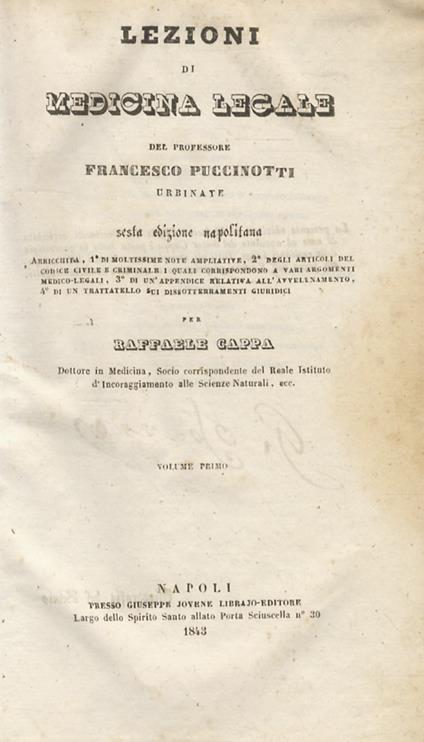 LEZIONI
DI
MEDICINA LEGALE
DEL PROFESSORE
FRANCESCO PUCCINOTTI
URBINATE
sesta edizione napolitana
ARRICCHITA, 1° DI MOLTISSIME NOTE AMPLIATIVE, 2° DEGLI ARTICOLI DEL
CODICE CIVILE E CRIMINALE I QUALI CORRISPONDONO A VARI ARGOMENTI
MEDICO-LEGALI, 3° DI UN'APPENDICE RELATIVA ALL'AVVELENAMENTO,
4° DI UN TRATTATELLO SUI DISSOTTERRAMENTI GIURIDICI
PER
RAFFAELE CAPPA
Dottore in Medicina, Socio corrispondente del Reale Istituto
d'Incoraggiamento alle Scienze Naturali, ecc.
VOLUME PRIMO
NAPOLI
PRESSO GIUSEPPE JOVENE LIBRAJO-EDITORE
Largo dello Spirito Santo allato Porta Sciuscella n° 30
1843